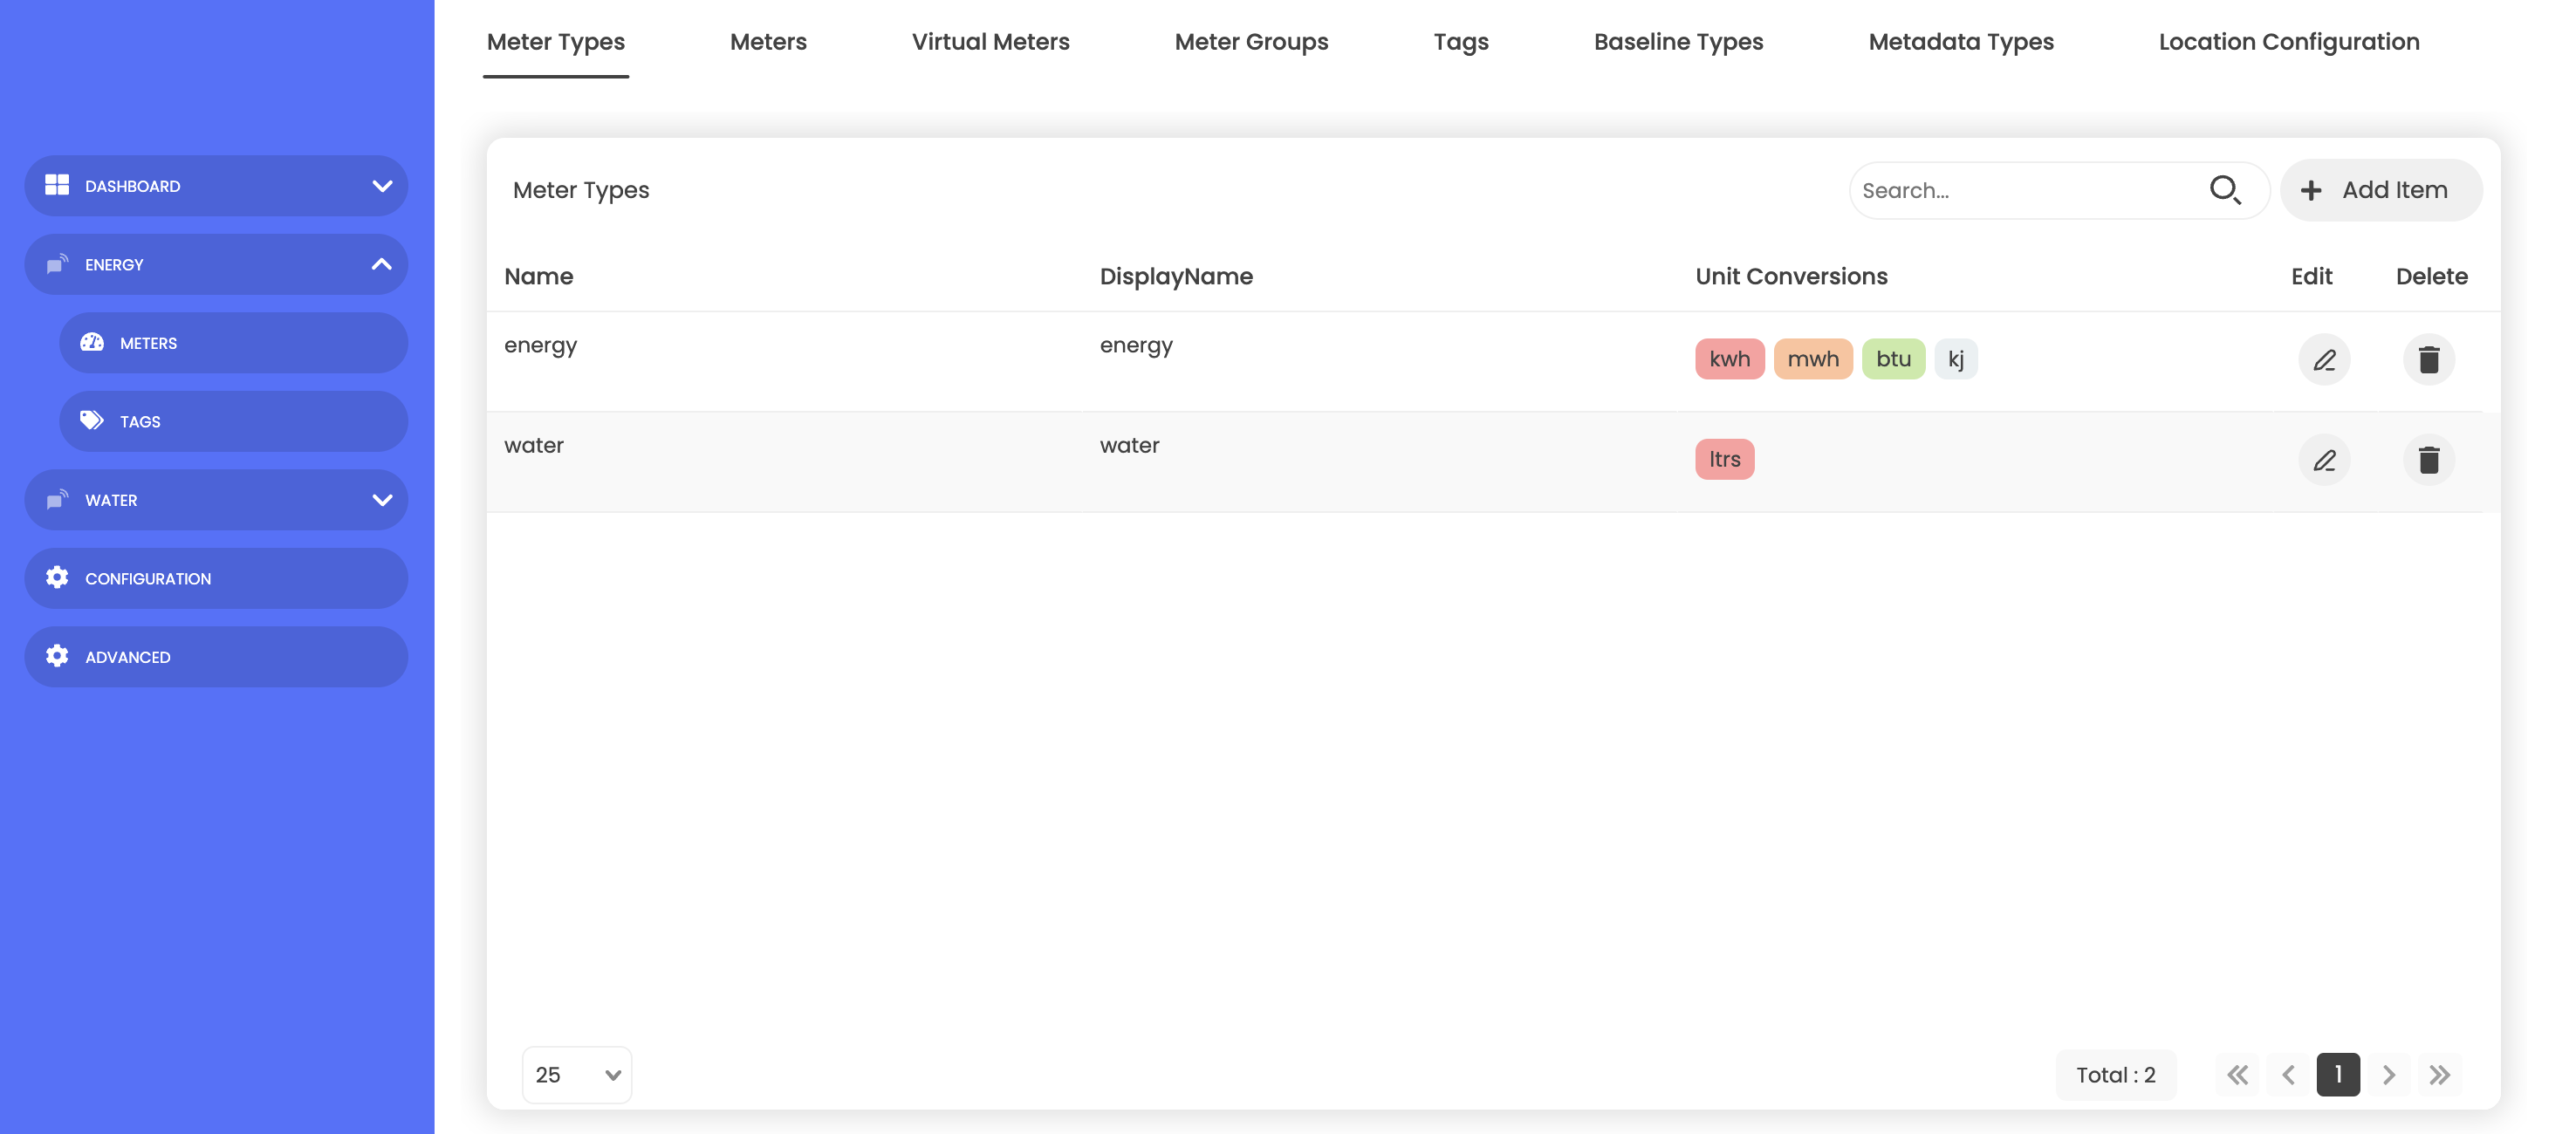 Meter Types Meters Virtual Meters Meter Groups Tags Baseline Types Metadata Types Location Configuration
DASHBOARD
ENERGY
METERS
TAGS
WATER
CONFIGURATION
ADVANCED
Meter Types Search... Add Item
Name DisplayName Unit Conversions Edit Delete
energy energy kwh mwh btu kj
water water ltrs
25 Total : 2 1